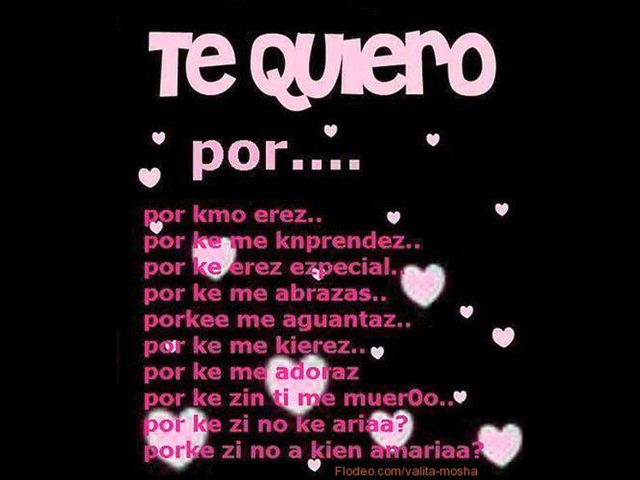 Te Quiero
por....
por kmo erez..
por ke me knprendez..
por ke erez ezpecial..
por ke me abrazas..
porkee me aguantaz..
por ke me kierez..
por ke me adoraz
por ke zin ti me muer0o..
por ke zi no ke ariaa?
porke zi no a kien amariaa?
Flodeo.com/valita-mosha